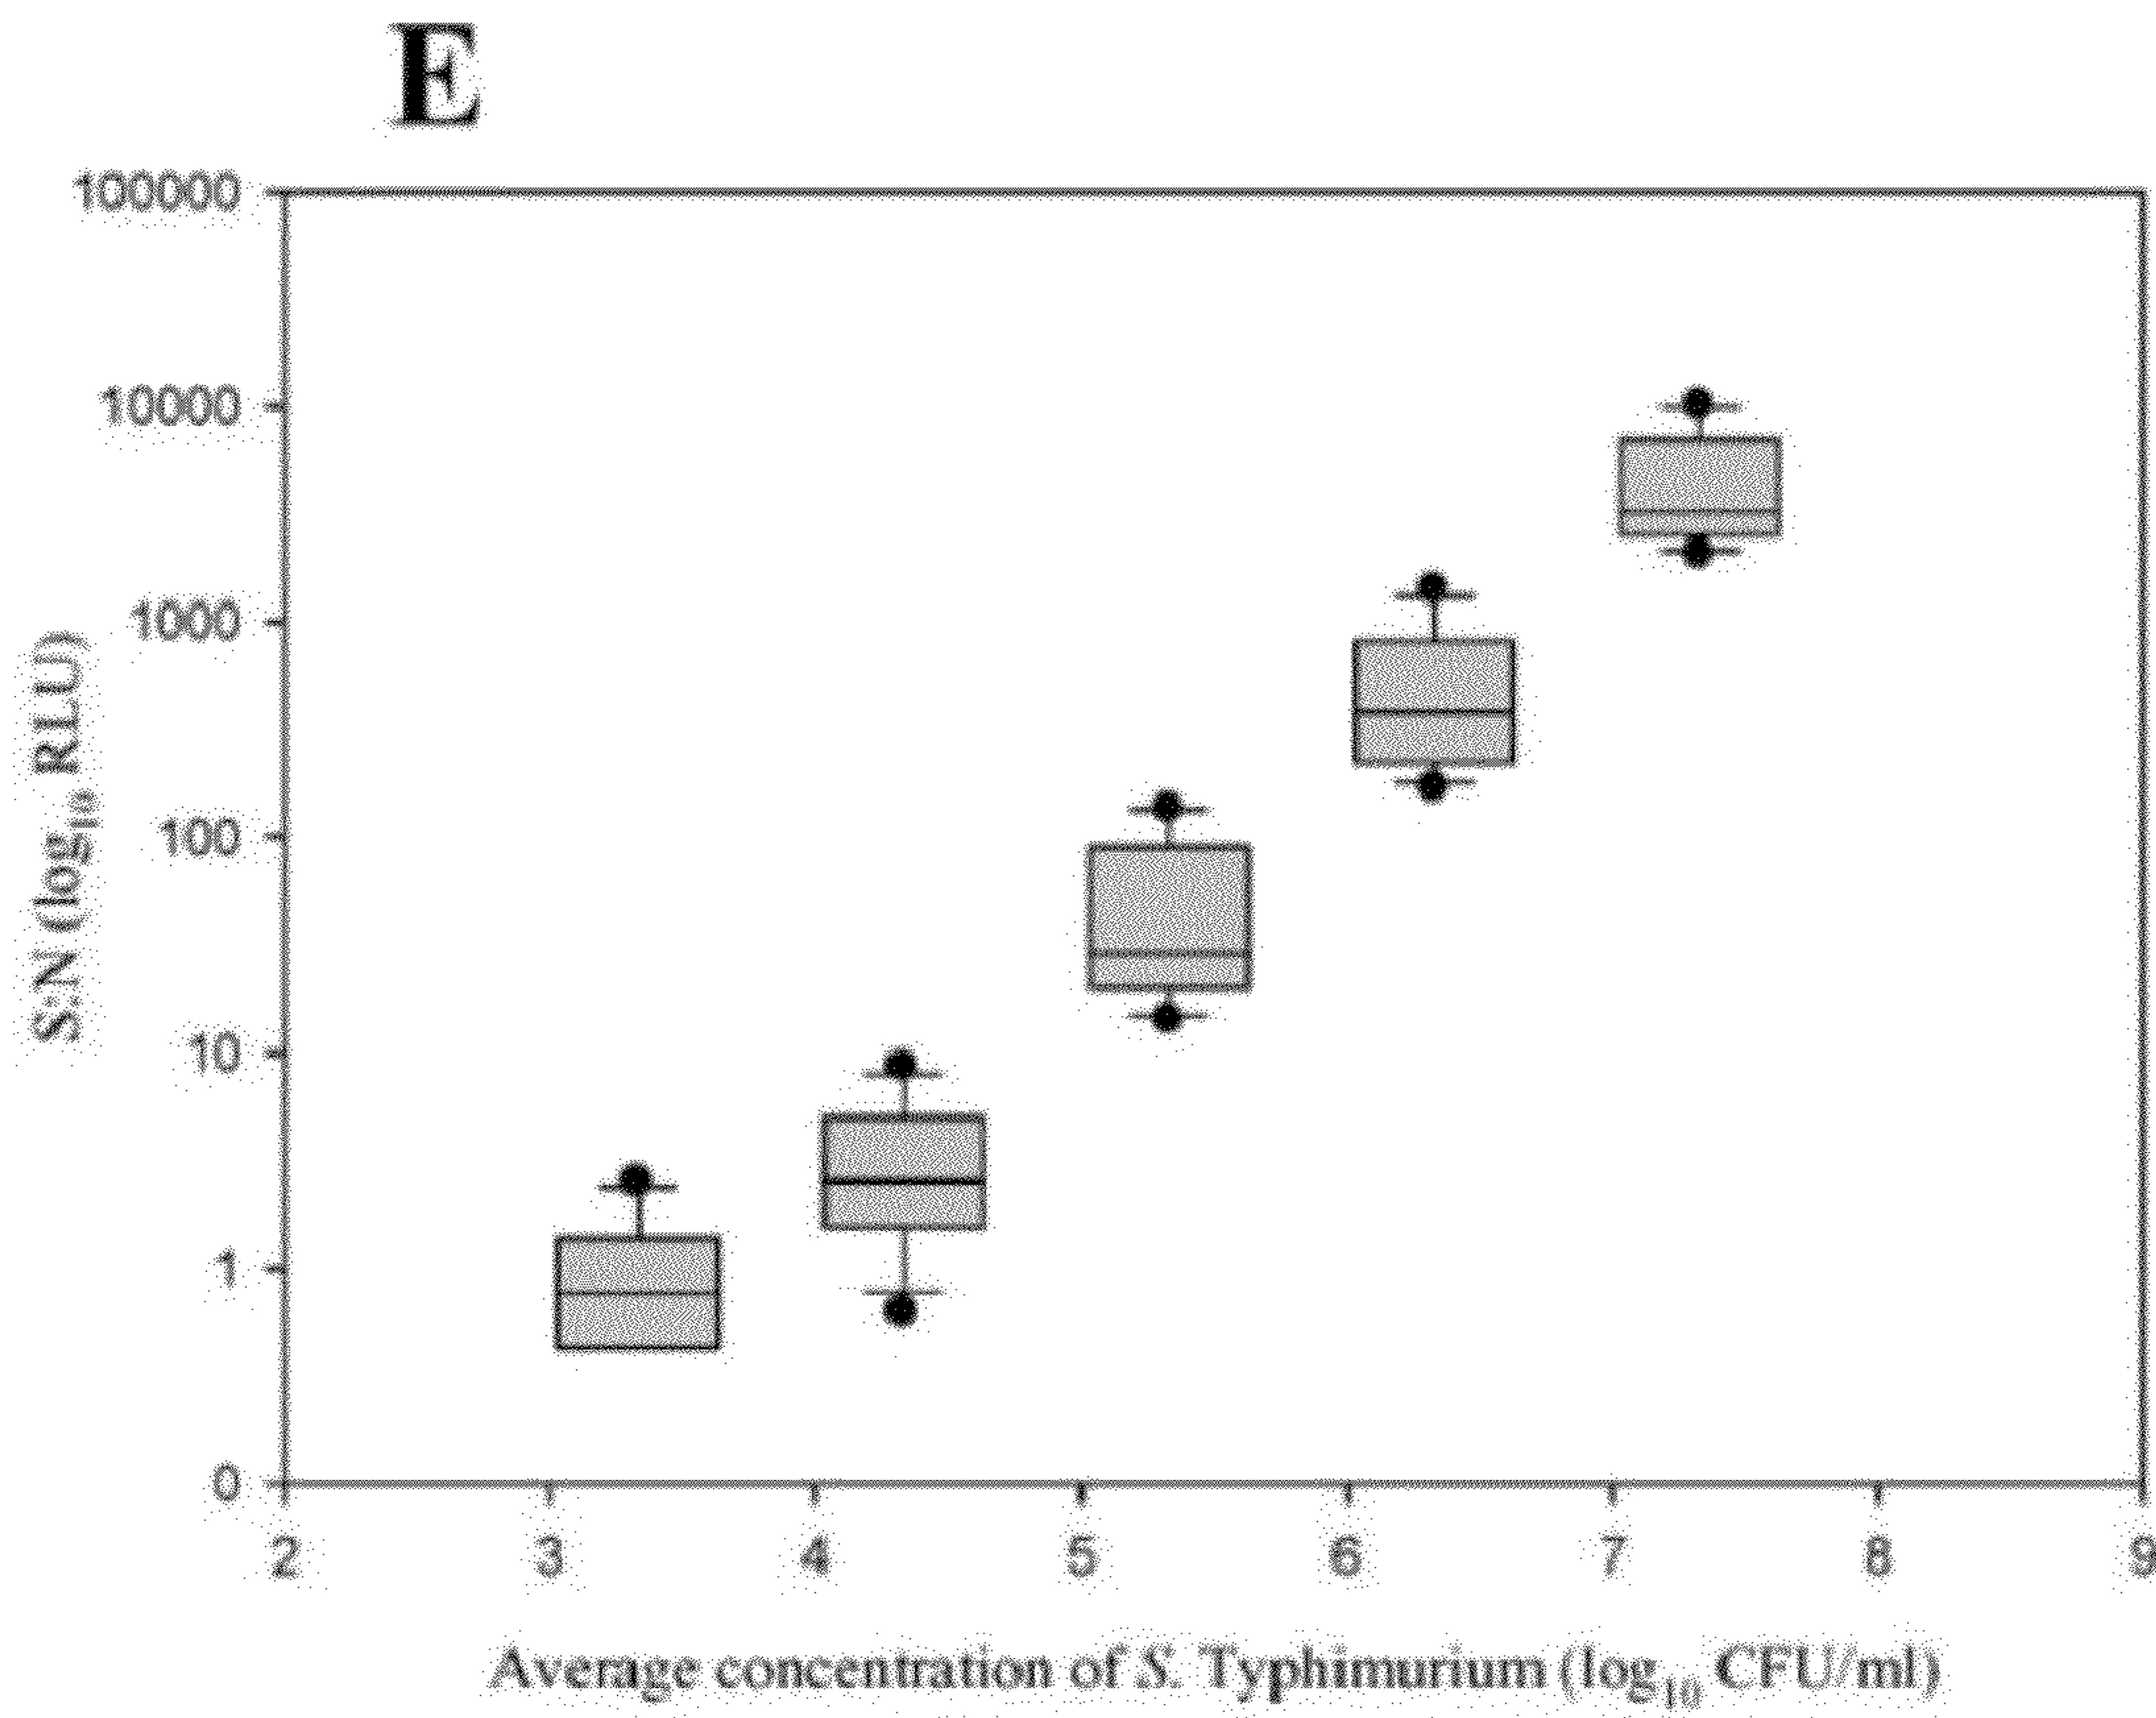 E
100000
10000
1000
100
10
1
0
S:N (log10 RLU)
2 3 4 5 6 7 8 9
Average concentration of S. Typhimurium (log10 CFU/ml)